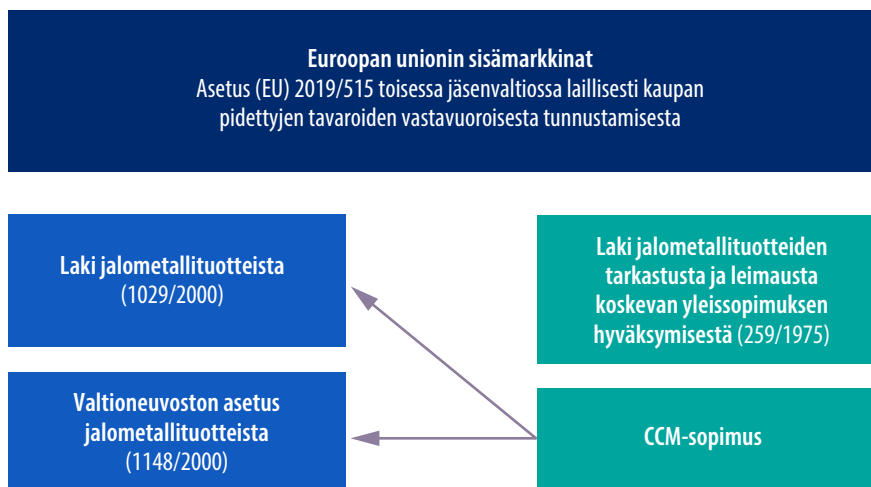 Euroopan unionin sisämarkkinat
Asetus (EU) 2019/515 toisessa jäsenvaltiossa laillisesti kaupan
pidettyjen tavaroiden vastavuoroisesta tunnustamisesta
Laki jalometallituotteista
(1029/2000)
Laki jalometallituotteiden
tarkastusta ja leimausta
koskevan yleissopimuksen
hyväksymisestä (259/1975)
Valtioneuvoston asetus
jalometallituotteista
(1148/2000)
CCM-sopimus